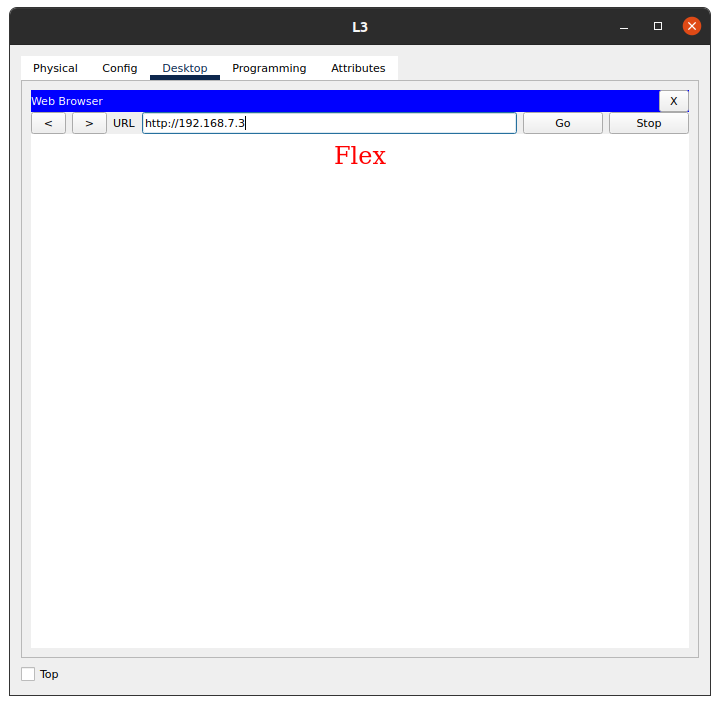 L3
Physical Config Desktop Programming Attributes
Web Browser X
< > URL http://192.168.7.3 Go Stop
Flex
Top